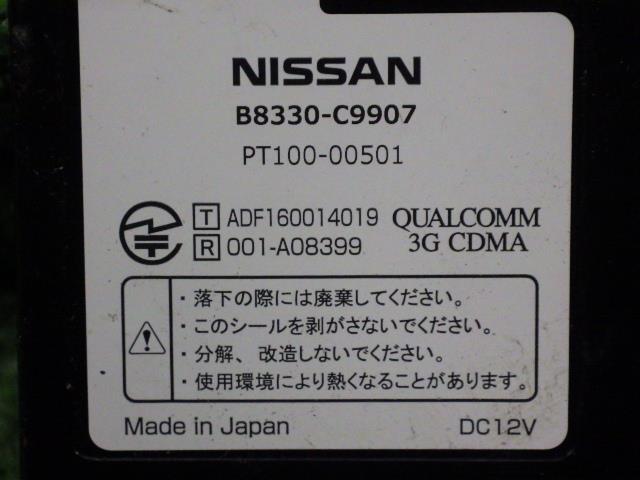 NISSAN
B8330-C9907
PT100-00501
T ADF160014019 QUALCOMM
R 001-A08399 3G CDMA
・落下の際には廃棄してください。
・このシールを剥がさないでください。
・分解、改造しないでください。
・使用環境により熱くなることがあります。
Made in Japan DC12V